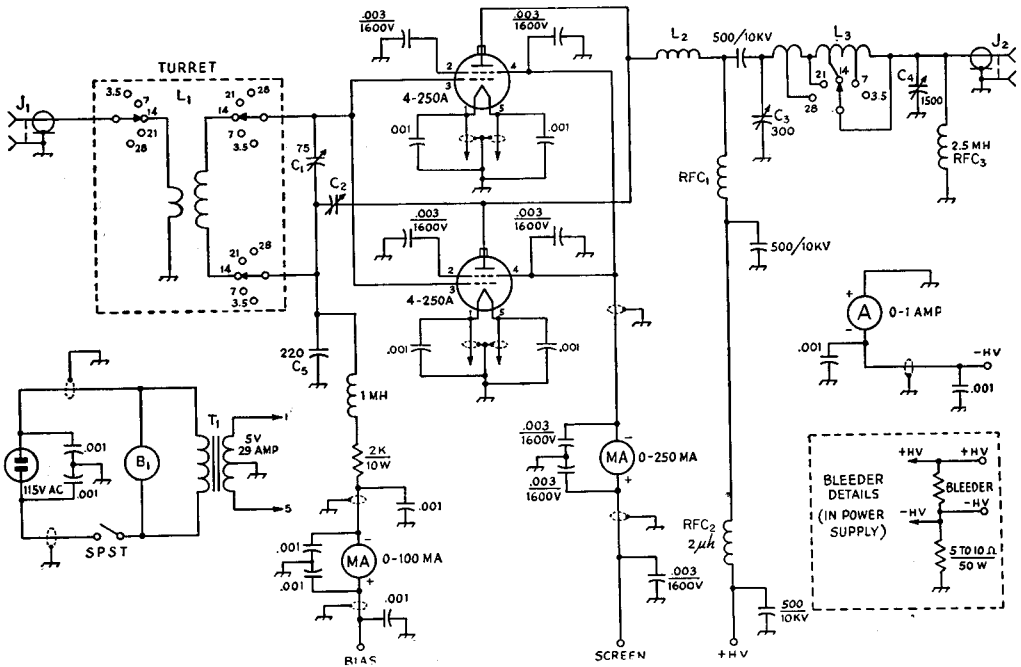 TURRET
J1
L1
3.5
7
14
21
28
21
28
14
7
3.5
21
28
14
7
3.5
75
C1
C2
220
C5
1 MH
2K
10W
.001
.001
.001
MA
0-100 MA
.001
BIAS
.003
1600V
.003
1600V
2
3
4
1
5
4-250A
.001
.001
.003
1600V
.003
1600V
2
3
4
1
5
4-250A
.001
.001
.003
1600V
.003
1600V
MA
0-250 MA
.003
1600V
SCREEN
L2
500/10KV
L3
21
14
7
28
3.5
C3
300
C4
1500
J2
2.5 MH
RFC3
RFC1
500/10KV
RFC2
2µh
500
10KV
+HV
A
0-1 AMP
+
-
.001
-HV
.001
115V AC
.001
.001
B1
SPST
T1
5V
29 AMP
1
5
BLEEDER
DETAILS
(IN POWER
SUPPLY)
+HV
+HV
BLEEDER
-HV
-HV
5 TO 10 Ω
50 W